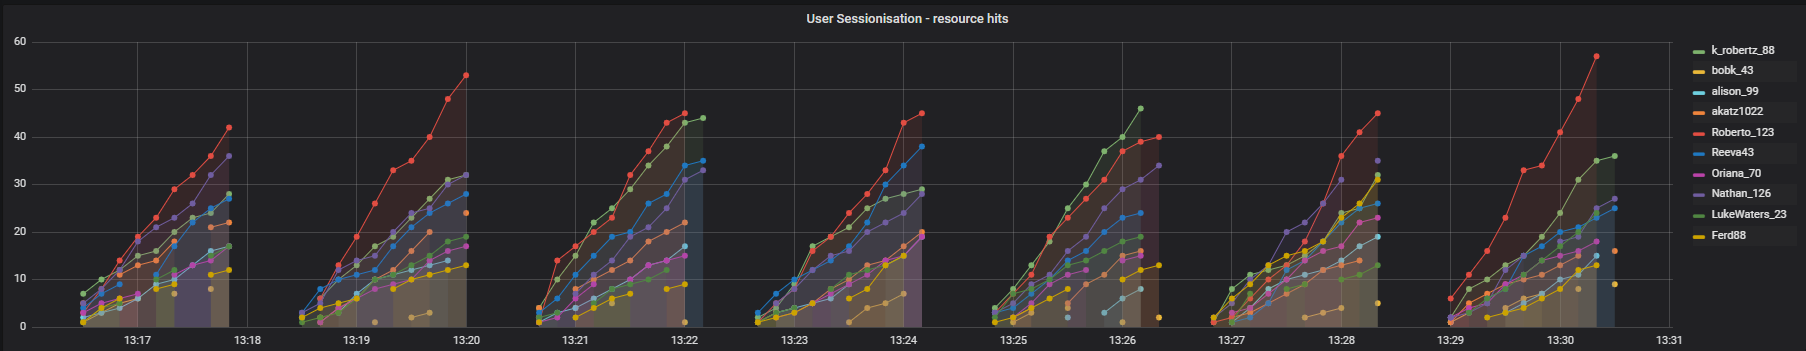 User Sessionisation - resource hits
60
50
40
30
20
10
0
13:17 13:18 13:19 13:20 13:21 13:22 13:23 13:24 13:25 13:26 13:27 13:28 13:29 13:30 13:31
k_robertz_88
bobk_43
alison_99
akatz1022
Roberto_123
Reeva43
Oriana_70
Nathan_126
LukeWaters_23
Ferd88